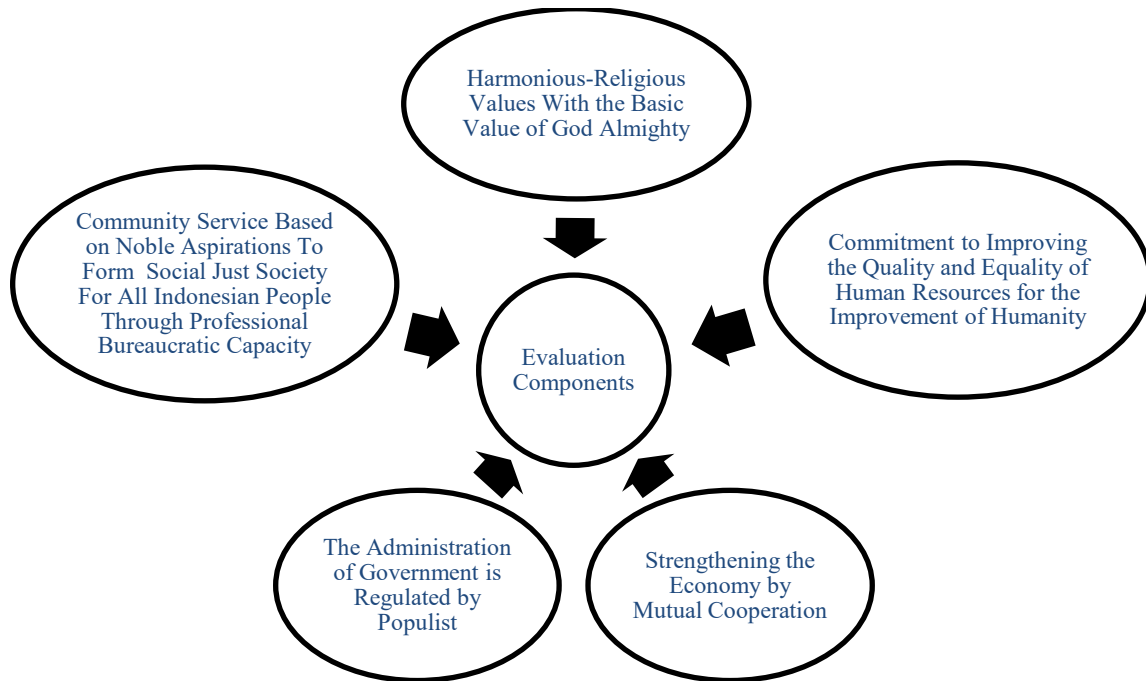 Harmonious-Religious
Values With the Basic
Value of God Almighty
Community Service Based
on Noble Aspirations To
Form  Social Just Society
For All Indonesian People
Through Professional
Bureaucratic Capacity
Commitment to Improving
the Quality and Equality of
Human Resources for the
Improvement of Humanity
Evaluation
Components
The Administration
of Government is
Regulated by
Populist
Strengthening the
Economy by
Mutual Cooperation